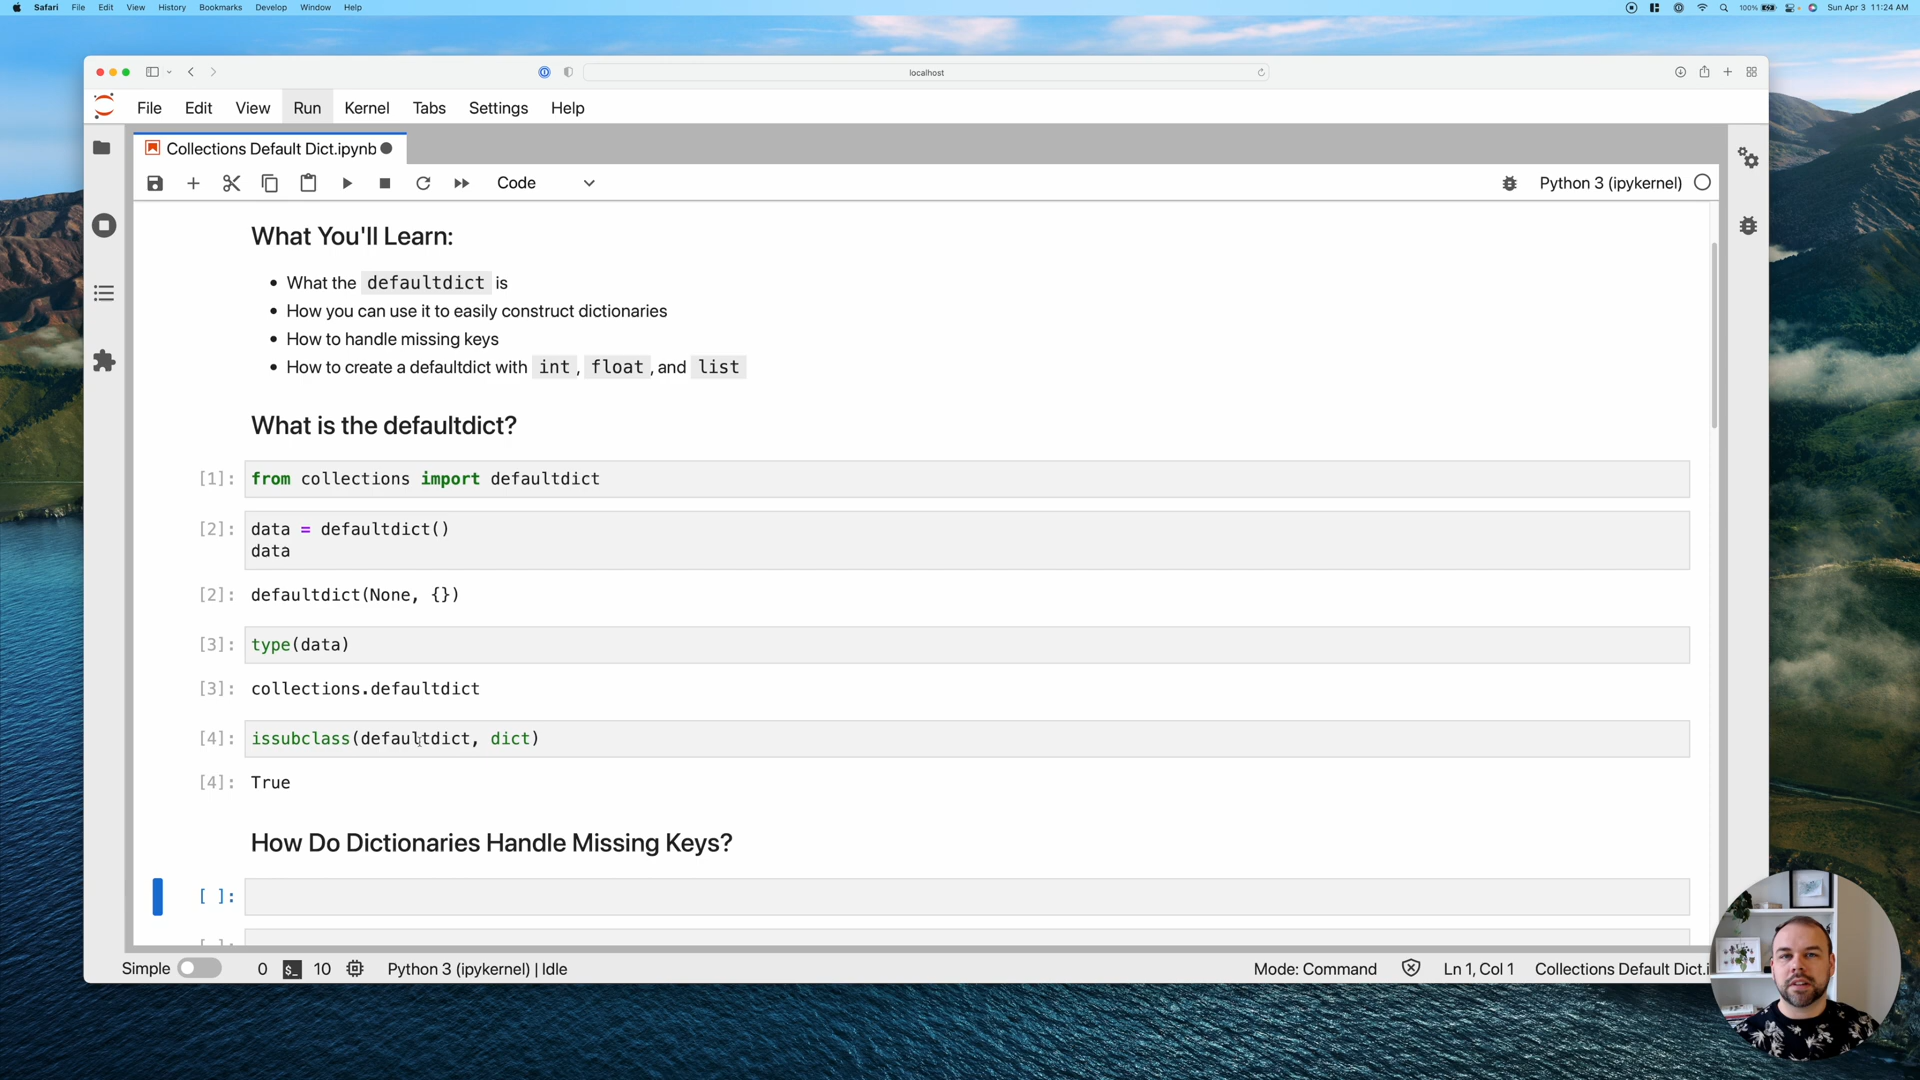 Safari File Edit View History Bookmarks Develop Window Help
100% Sun Apr 3 11:24 AM
localhost
File Edit View Run Kernel Tabs Settings Help
Collections Default Dict.ipynb
Code
Python 3 (ipykernel)
What You'll Learn:
• What the defaultdict is
• How you can use it to easily construct dictionaries
• How to handle missing keys
• How to create a defaultdict with int, float, and list
What is the defaultdict?
[1]: from collections import defaultdict
[2]: data = defaultdict()
data
[2]: defaultdict(None, {})
[3]: type(data)
[3]: collections.defaultdict
[4]: issubclass(defaultdict, dict)
[4]: True
How Do Dictionaries Handle Missing Keys?
[ ]:
[ ]:
Simple 0 $_ 10 Python 3 (ipykernel) | Idle
Mode: Command Ln 1, Col 1 Collections Default Dict.i